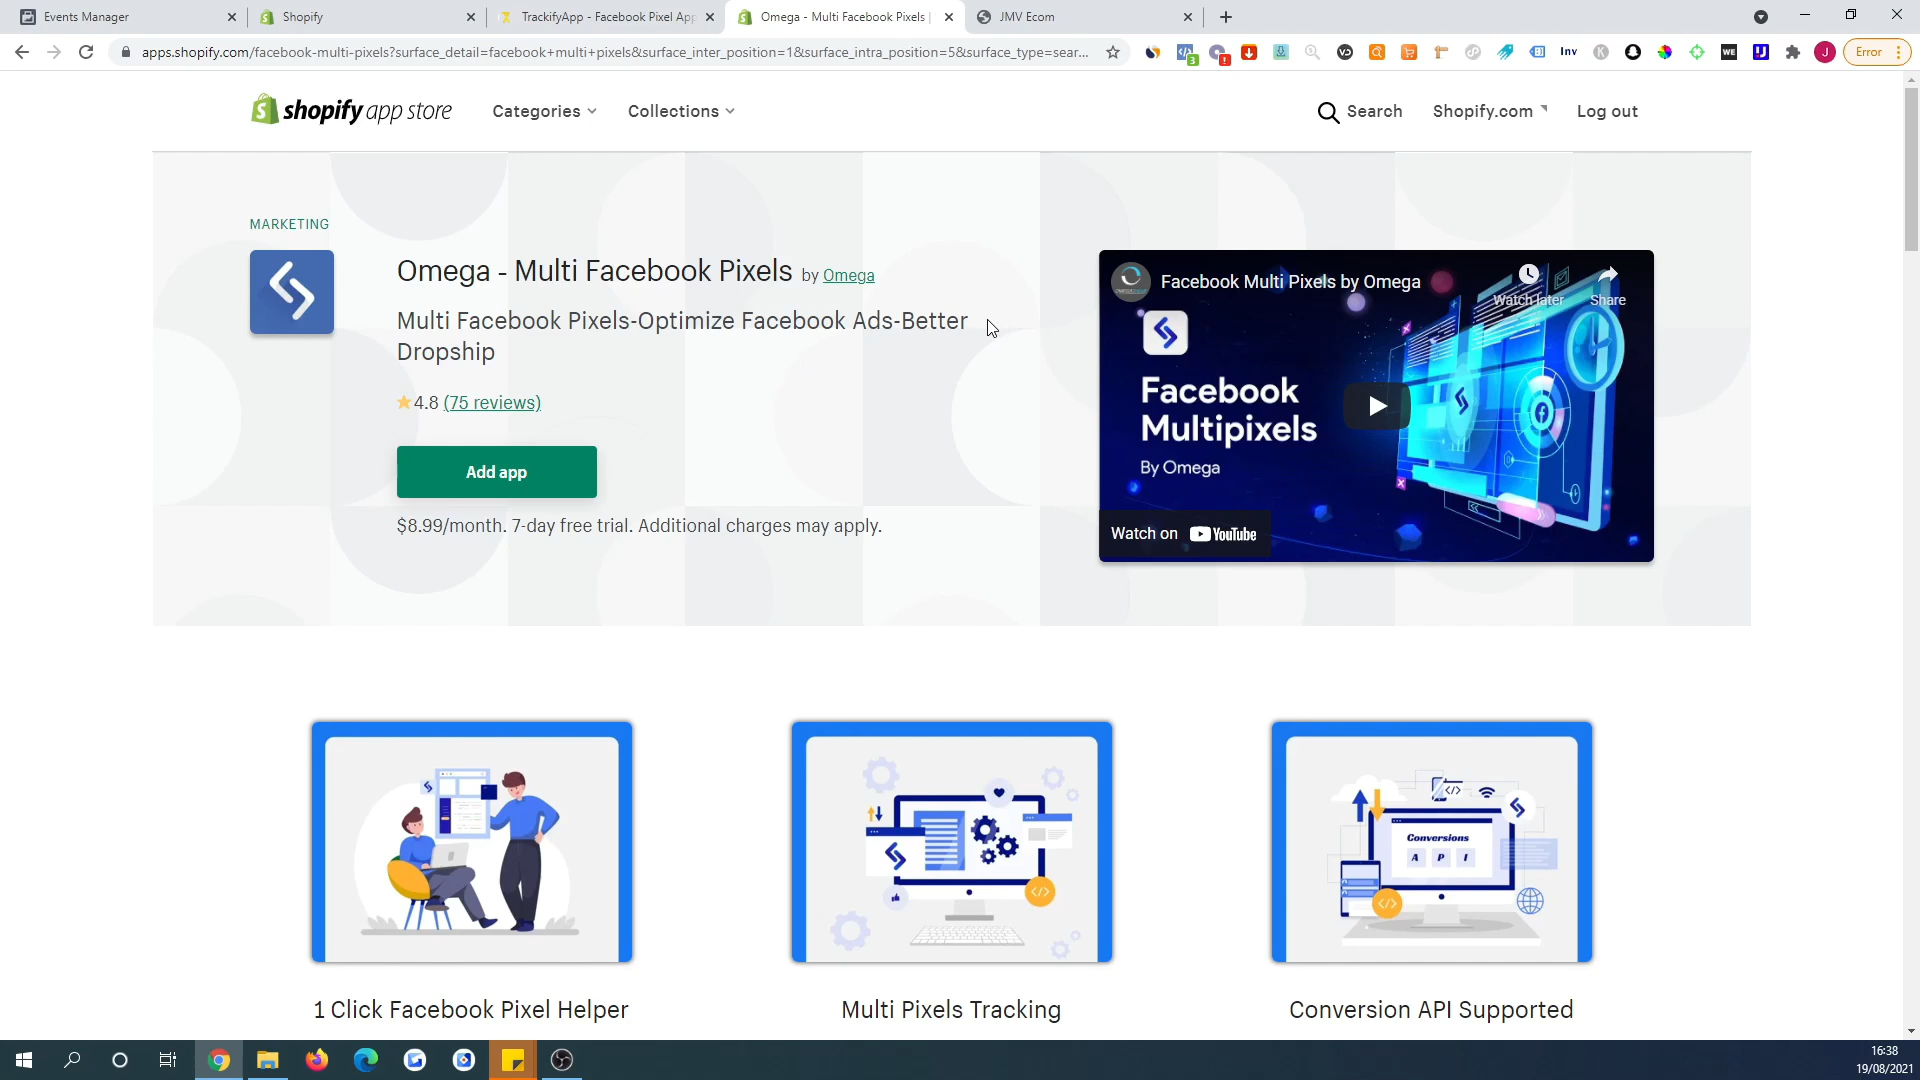 Events Manager
Shopify
TrackifyApp - Facebook Pixel App
Omega - Multi Facebook Pixels |
JMV Ecom
apps.shopify.com/facebook-multi-pixels?surface_detail=facebook+multi+pixels&surface_inter_position=1&surface_intra_position=5&surface_type=sear...
3
!
Inv
WE
J
Error
shopify app store
Categories
Collections
Search
Shopify.com
Log out
MARKETING
Omega - Multi Facebook Pixels by Omega
Multi Facebook Pixels-Optimize Facebook Ads-Better
Dropship
4.8 (75 reviews)
Add app
$8.99/month. 7-day free trial. Additional charges may apply.
Facebook Multi Pixels by Omega
Watch later
Share
Facebook
Multipixels
By Omega
Watch on YouTube
Conversions
A P I
1 Click Facebook Pixel Helper
Multi Pixels Tracking
Conversion API Supported
16:38
19/08/2021